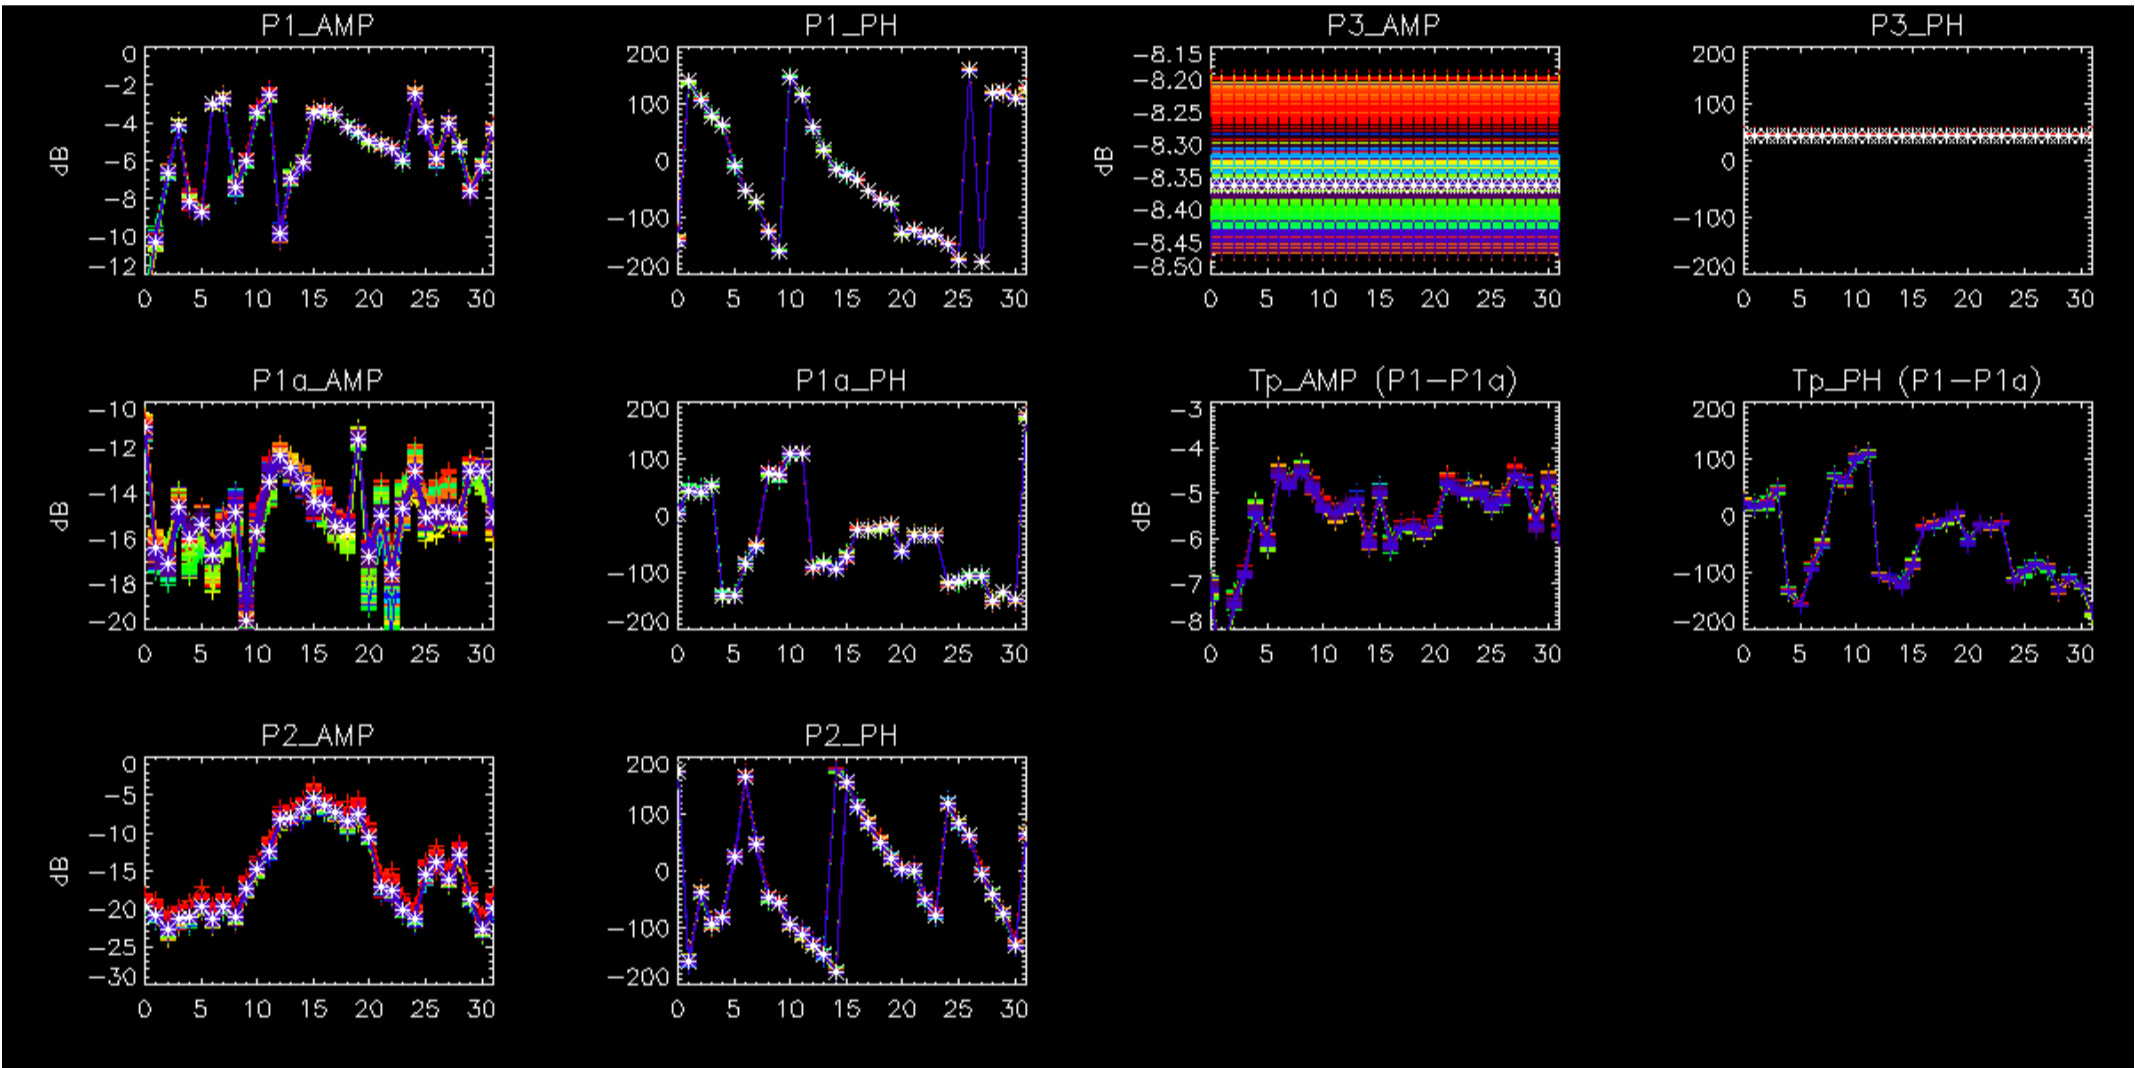 P1_AMP P1_PH P3_AMP P3_PH
0 200 -8.15 200
-2 -8.20
100 -8.25 100
-4 -8.30
dB -6 0 dB -8.35 0
-8 -8.40
-100 -8.45 -100
-10
-12 -200 -8.50 -200
0 5 10 15 20 25 30 0 5 10 15 20 25 30 0 5 10 15 20 25 30 0 5 10 15 20 25 30
P1a_AMP P1a_PH Tp_AMP (P1-P1a) Tp_PH (P1-P1a)
-10 200 -3 200
-12 100 -4 100
-14 0 -5 0
dB dB
-16 -6
-18 -100 -7 -100
-20 -200 -8 -200
0 5 10 15 20 25 30 0 5 10 15 20 25 30 0 5 10 15 20 25 30 0 5 10 15 20 25 30
P2_AMP P2_PH
0 200
-5
-10 100
dB -15 0
-20
-25 -100
-30 -200
0 5 10 15 20 25 30 0 5 10 15 20 25 30